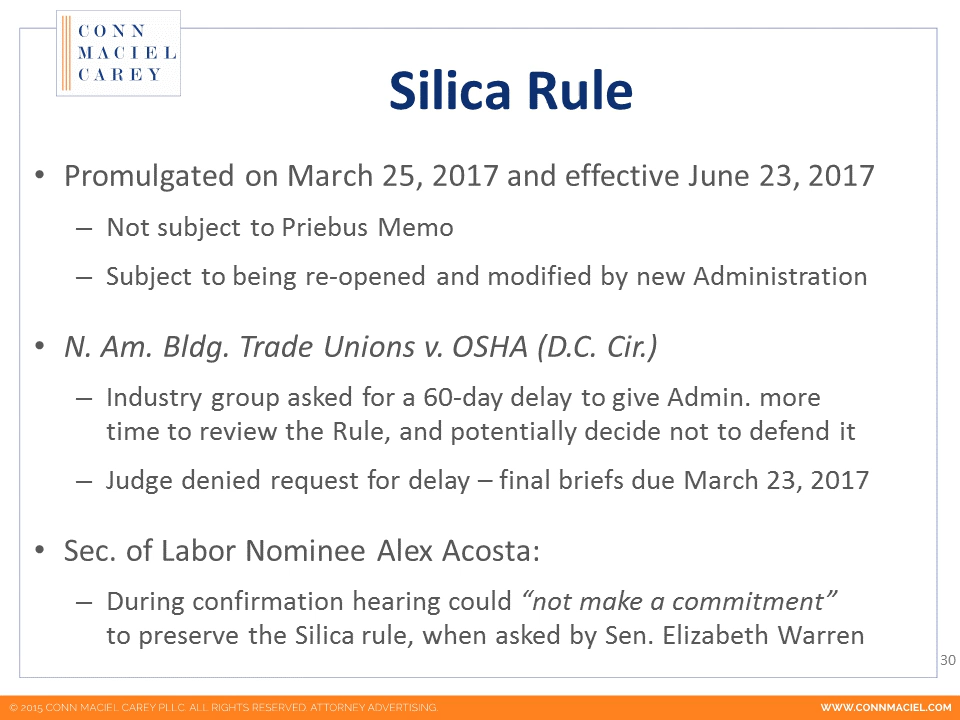 CONN
MACIEL
CAREY
Silica Rule
• Promulgated on March 25, 2017 and effective June 23, 2017
– Not subject to Priebus Memo
– Subject to being re-opened and modified by new Administration
• N. Am. Bldg. Trade Unions v. OSHA (D.C. Cir.)
– Industry group asked for a 60-day delay to give Admin. more
time to review the Rule, and potentially decide not to defend it
– Judge denied request for delay – final briefs due March 23, 2017
• Sec. of Labor Nominee Alex Acosta:
– During confirmation hearing could “not make a commitment”
to preserve the Silica rule, when asked by Sen. Elizabeth Warren
30
© 2015 CONN MACIEL CAREY PLLC. ALL RIGHTS RESERVED. ATTORNEY ADVERTISING.
WWW.CONNMACIEL.COM